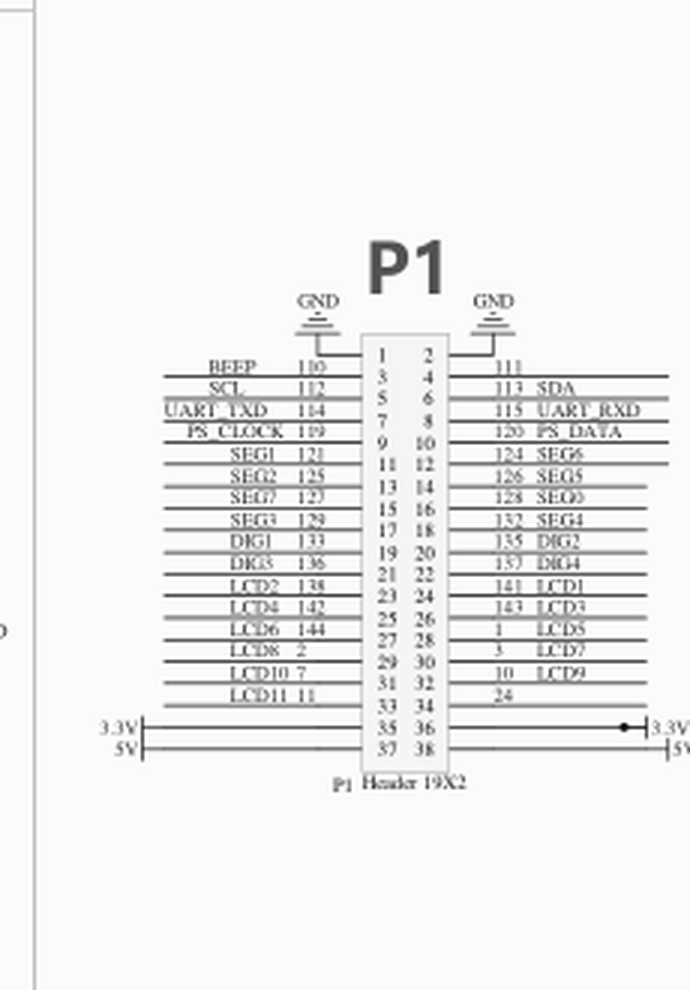 P1
GND GND
1 2
BEEP 110 3 4 111
SCL 112 5 6 113 SDA
UART_TXD 114 7 8 115 UART_RXD
PS_CLOCK 119 9 10 120 PS_DATA
SEG1 121 11 12 124 SEG6
SEG2 125 13 14 126 SEG5
SEG7 127 15 16 128 SEG0
SEG3 129 17 18 132 SEG4
DIG1 133 19 20 135 DIG2
DIG3 136 21 22 137 DIG4
LCD2 138 23 24 141 LCD1
LCD4 142 25 26 143 LCD3
LCD6 144 27 28 1 LCD5
LCD8 2 29 30 3 LCD7
LCD10 7 31 32 10 LCD9
LCD11 11 33 34 24
3.3V 35 36 3.3V
5V 37 38 5V
P1 Header 19X2